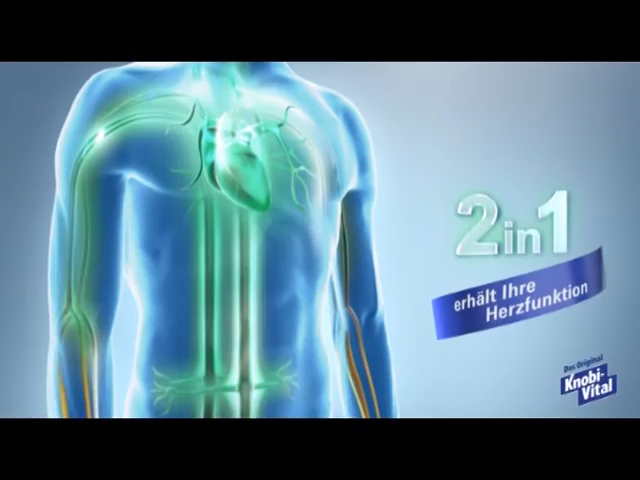 2in1
erhält Ihre
Herzfunktion
Das Original
Knobi-
Vital